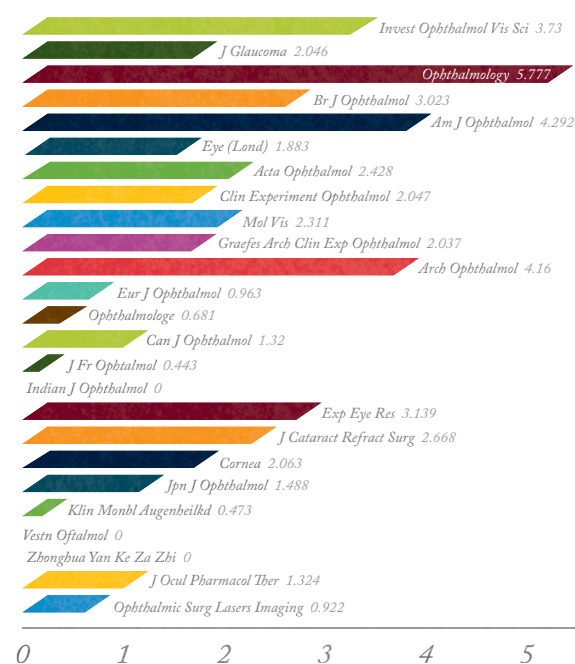 Invest Ophthalmol Vis Sci 3.73
J Glaucoma 2.046
Ophthalmology 5.777
Br J Ophthalmol 3.023
Am J Ophthalmol 4.292
Eye (Lond) 1.883
Acta Ophthalmol 2.428
Clin Experiment Ophthalmol 2.047
Mol Vis 2.311
Graefes Arch Clin Exp Ophthalmol 2.037
Arch Ophthalmol 4.16
Eur J Ophthalmol 0.963
Ophthalmologe 0.681
Can J Ophthalmol 1.32
J Fr Ophtalmol 0.443
Indian J Ophthalmol 0
Exp Eye Res 3.139
J Cataract Refract Surg 2.668
Cornea 2.063
Jpn J Ophthalmol 1.488
Klin Monbl Augenheilkd 0.473
Vestn Oftalmol 0
Zhonghua Yan Ke Za Zhi 0
J Ocul Pharmacol Ther 1.324
Ophthalmic Surg Lasers Imaging 0.922
0 1 2 3 4 5